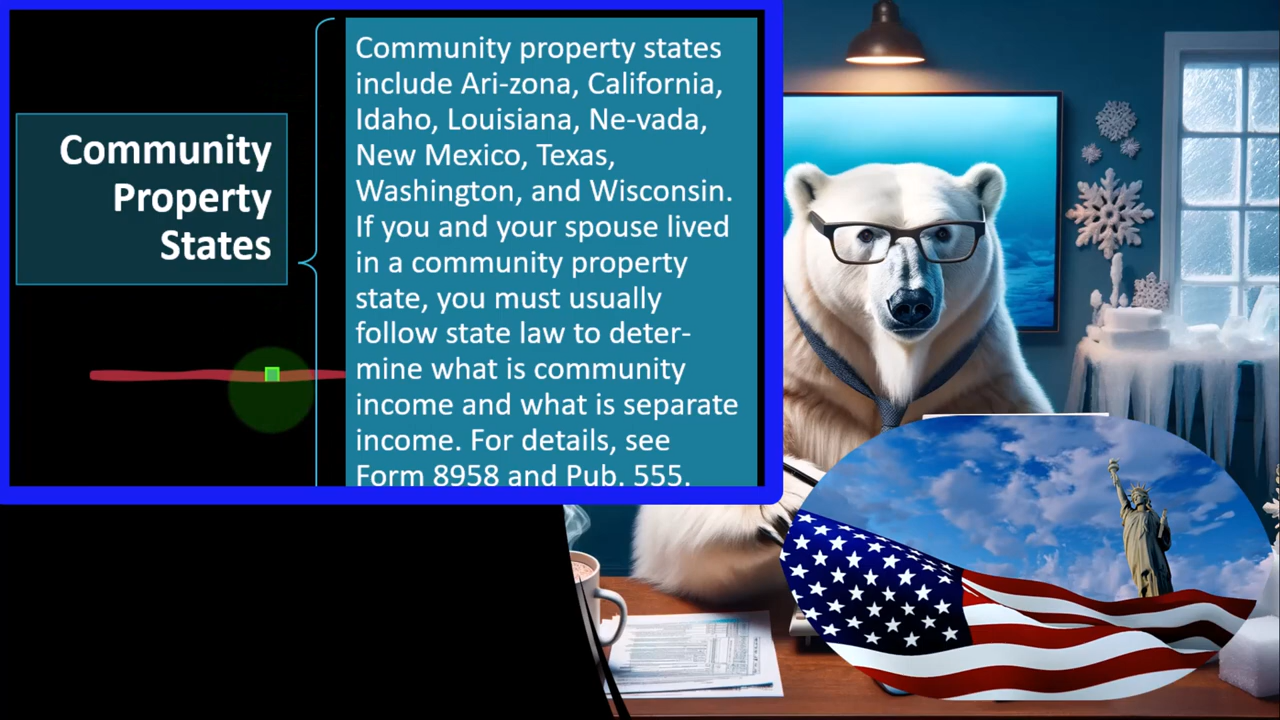 Community
Property
States
Community property states
include Ari-zona, California,
Idaho, Louisiana, Ne-vada,
New Mexico, Texas,
Washington, and Wisconsin.
If you and your spouse lived
in a community property
state, you must usually
follow state law to deter-
mine what is community
income and what is separate
income. For details, see
Form 8958 and Pub. 555.